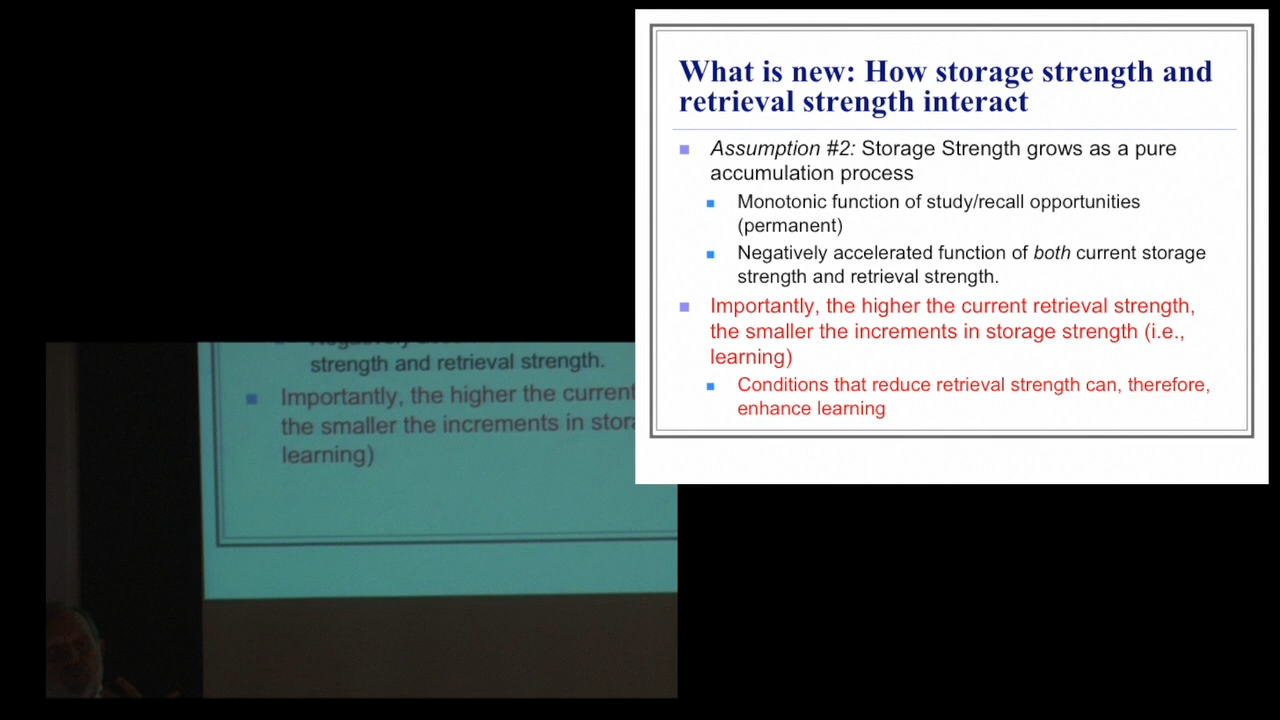 What is new: How storage strength and
retrieval strength interact
Assumption #2: Storage Strength grows as a pure
accumulation process
Monotonic function of study/recall opportunities
(permanent)
Negatively accelerated function of both current storage
strength and retrieval strength.
Importantly, the higher the current retrieval strength,
the smaller the increments in storage strength (i.e.,
learning)
Conditions that reduce retrieval strength can, therefore,
enhance learning
strength and retrieval strength.
Importantly, the higher the current
the smaller the increments in
learning)